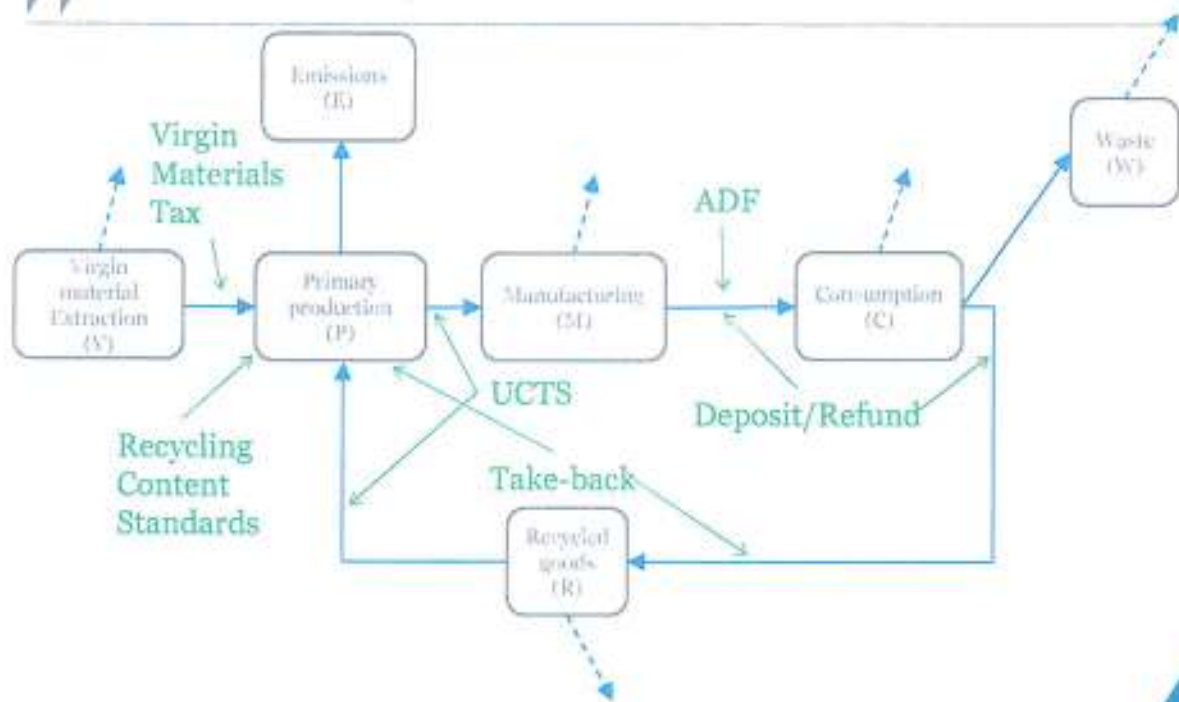 Emissions
(E)
Virgin
Materials
Tax
Waste
(W)
ADF
Virgin
material
Extraction
(V)
Primary
production
(P)
Manufacturing
(M)
Consumption
(C)
UCTS
Deposit/Refund
Recycling
Content
Standards
Take-back
Recycled
goods
(R)